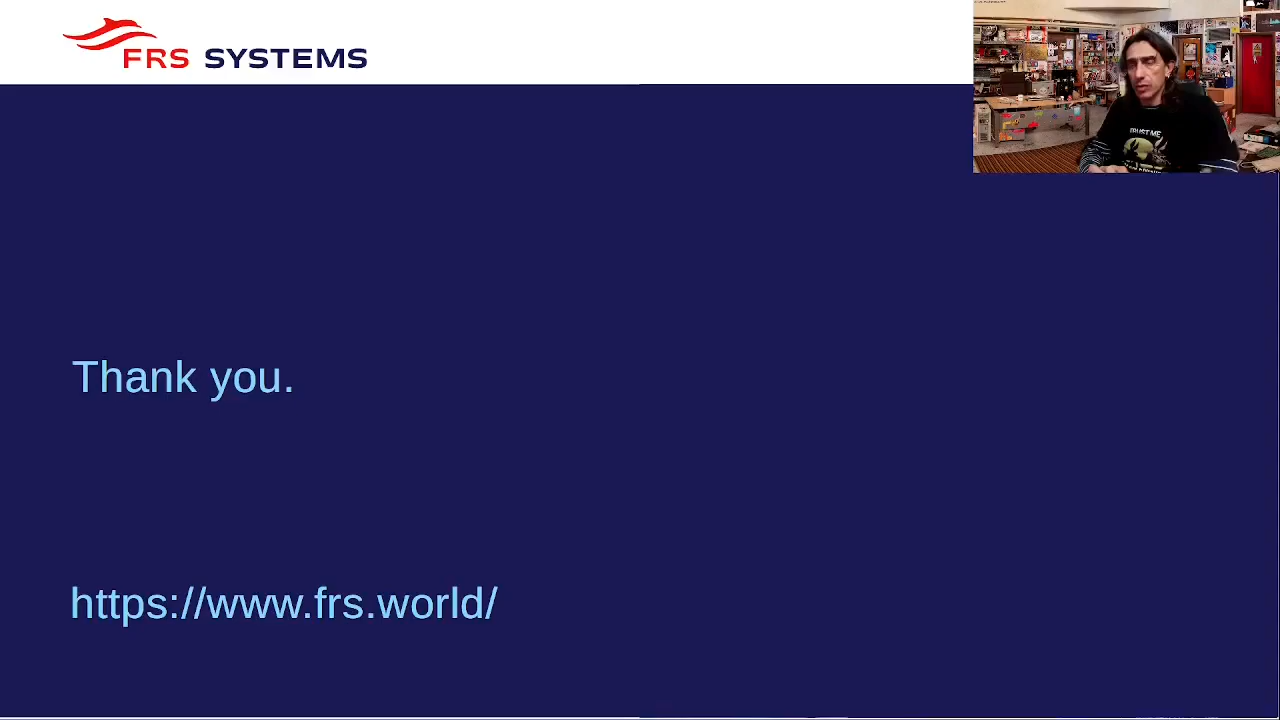 FRS SYSTEMS
TRUST ME
Thank you.
https://www.frs.world/